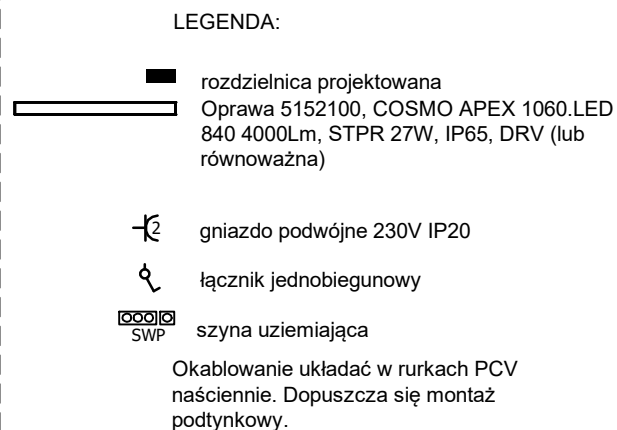 LEGENDA:
rozdzielnica projektowana
Oprawa 5152100, COSMO APEX 1060.LED
840 4000Lm, STPR 27W, IP65, DRV (lub
równoważna)
2 gniazdo podwójne 230V IP20
łącznik jednobiegunowy
SWP szyna uziemiająca
Okablowanie układać w rurkach PCV
naściennie. Dopuszcza się montaż
podtynkowy.